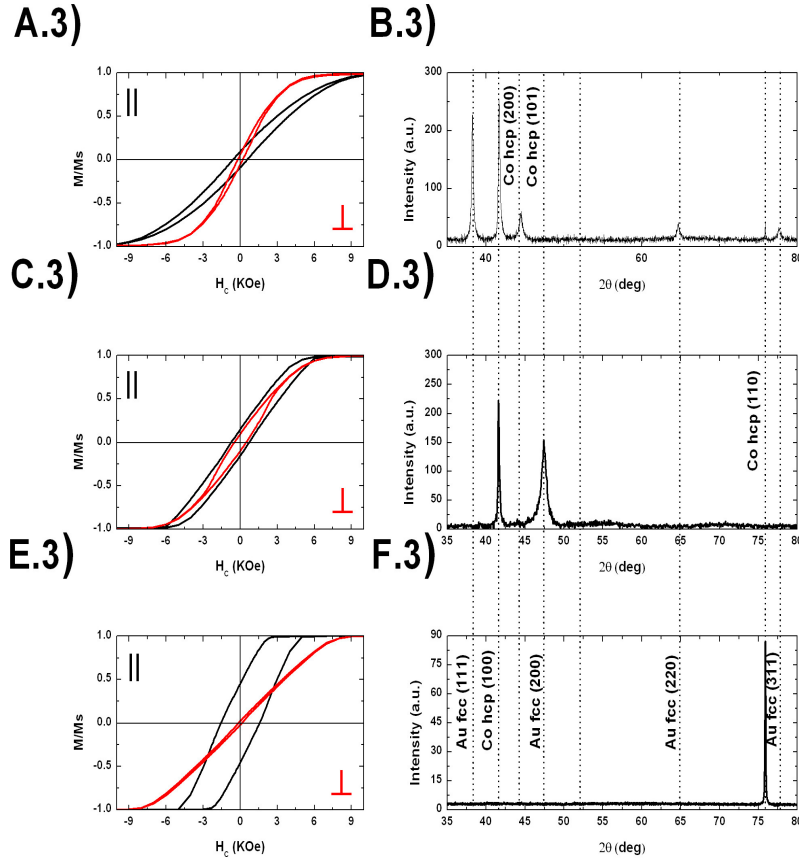 A.3)
B.3)
||
⊥
M/Ms
1.0
0.5
0.0
-0.5
-1.0
-9 -6 -3 0 3 6 9
H_C (KOe)
Intensity (a.u.)
300
200
100
0
40 50 60 70 80
2θ (deg)
Co hcp (200)
Co hcp (101)
C.3)
D.3)
||
⊥
M/Ms
1.0
0.5
0.0
-0.5
-1.0
-9 -6 -3 0 3 6 9
H_C (KOe)
Intensity (a.u.)
300
250
200
150
100
50
0
35 40 45 50 55 60 65 70 75 80
2θ (deg)
Co hcp (110)
E.3)
F.3)
||
⊥
M/Ms
1.0
0.5
0.0
-0.5
-1.0
-9 -6 -3 0 3 6 9
H_C (KOe)
Intensity (a.u.)
90
75
60
45
30
15
0
35 40 45 50 55 60 65 70 75 80
2θ (deg)
Au fcc (111)
Co hcp (100)
Au fcc (200)
Au fcc (220)
Au fcc (311)